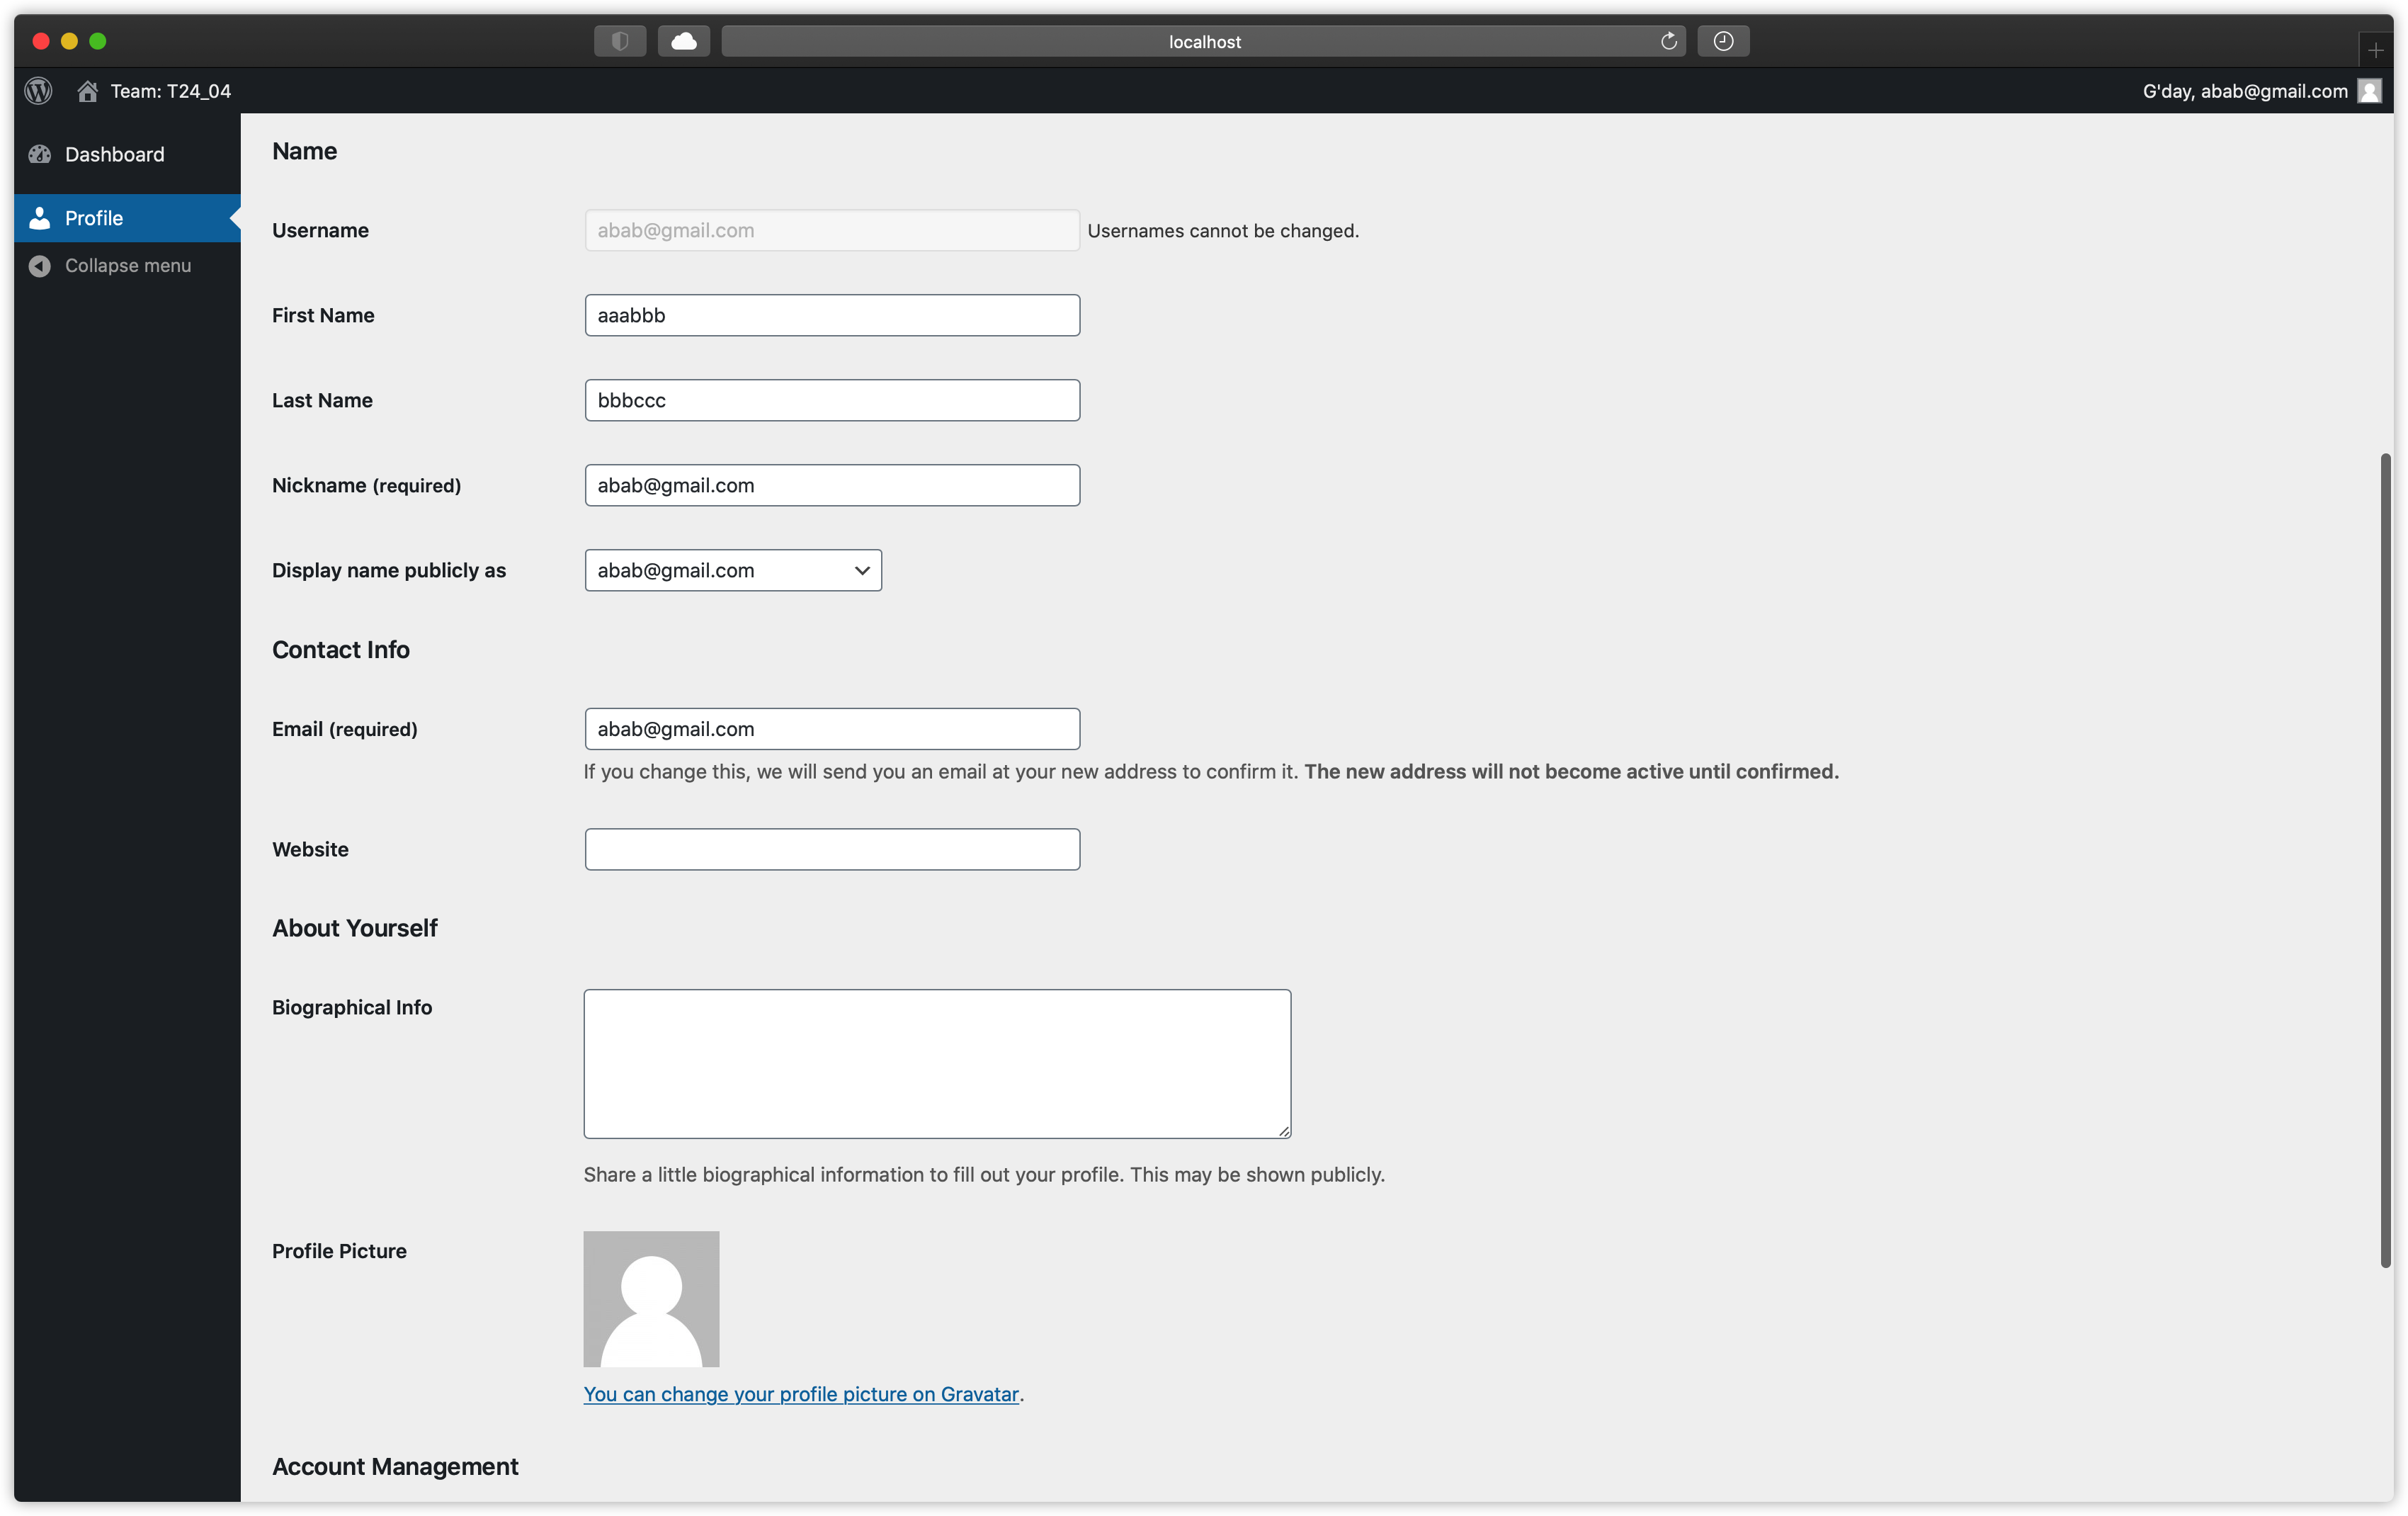 localhost
Team: T24_04
G'day, abab@gmail.com
Dashboard
Profile
Collapse menu
Name
Username
abab@gmail.com
Usernames cannot be changed.
First Name
aaabbb
Last Name
bbbccc
Nickname (required)
abab@gmail.com
Display name publicly as
abab@gmail.com
Contact Info
Email (required)
abab@gmail.com
If you change this, we will send you an email at your new address to confirm it. The new address will not become active until confirmed.
Website
About Yourself
Biographical Info
Share a little biographical information to fill out your profile. This may be shown publicly.
Profile Picture
You can change your profile picture on Gravatar.
Account Management